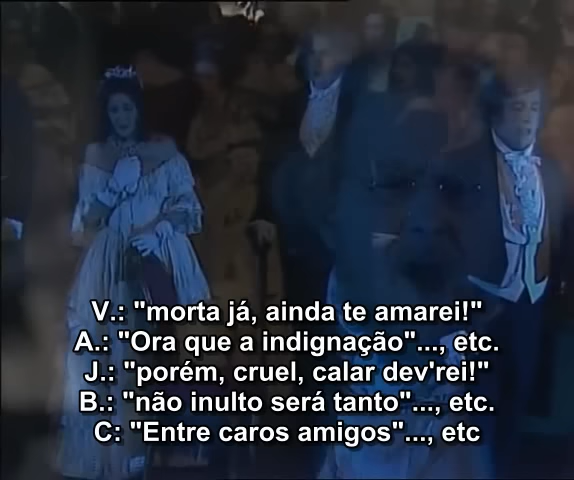 V.: "morta já, ainda te amarei!"
A.: "Ora que a indignação"..., etc.
J.: "porém, cruel, calar dev'rei!"
B.: "não inulto será tanto"..., etc.
C: "Entre caros amigos"..., etc